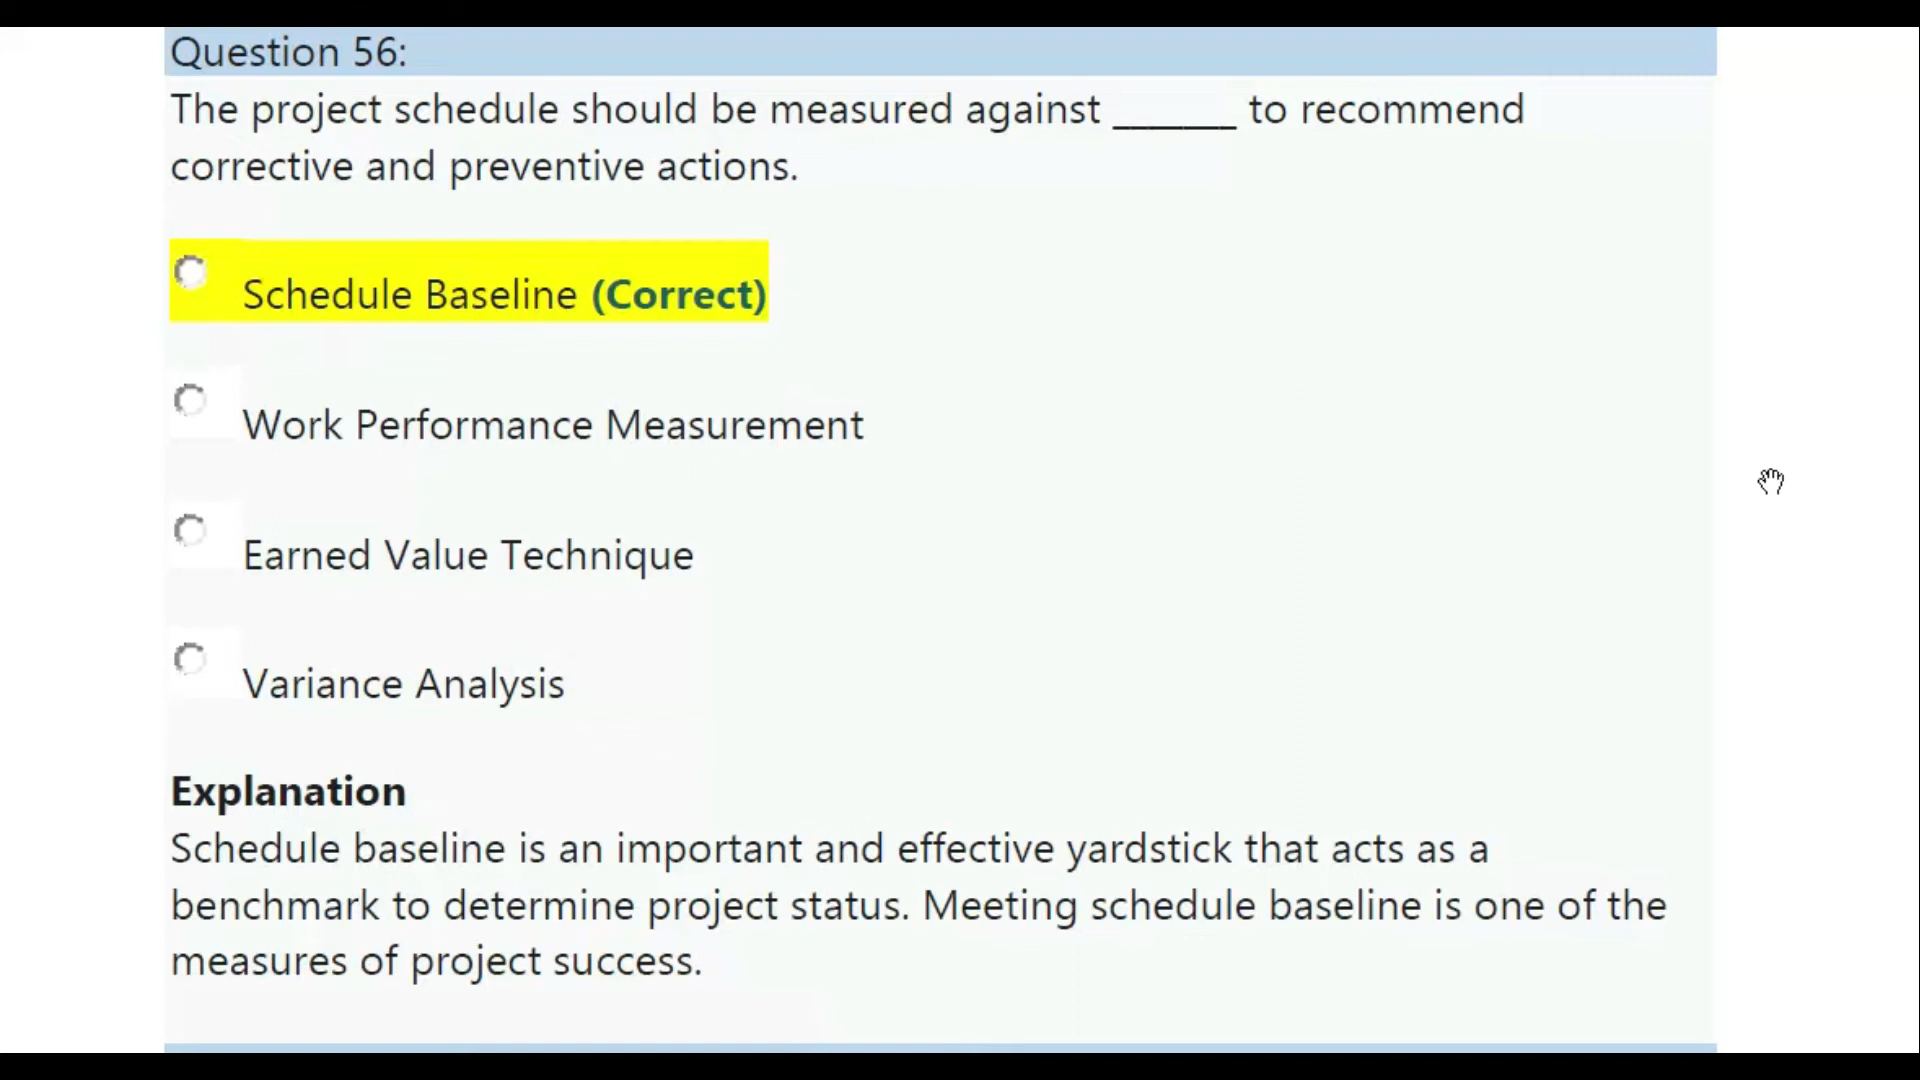 Question 56:
The project schedule should be measured against ______ to recommend
corrective and preventive actions.
Schedule Baseline (Correct)
Work Performance Measurement
Earned Value Technique
Variance Analysis
Explanation
Schedule baseline is an important and effective yardstick that acts as a
benchmark to determine project status. Meeting schedule baseline is one of the
measures of project success.